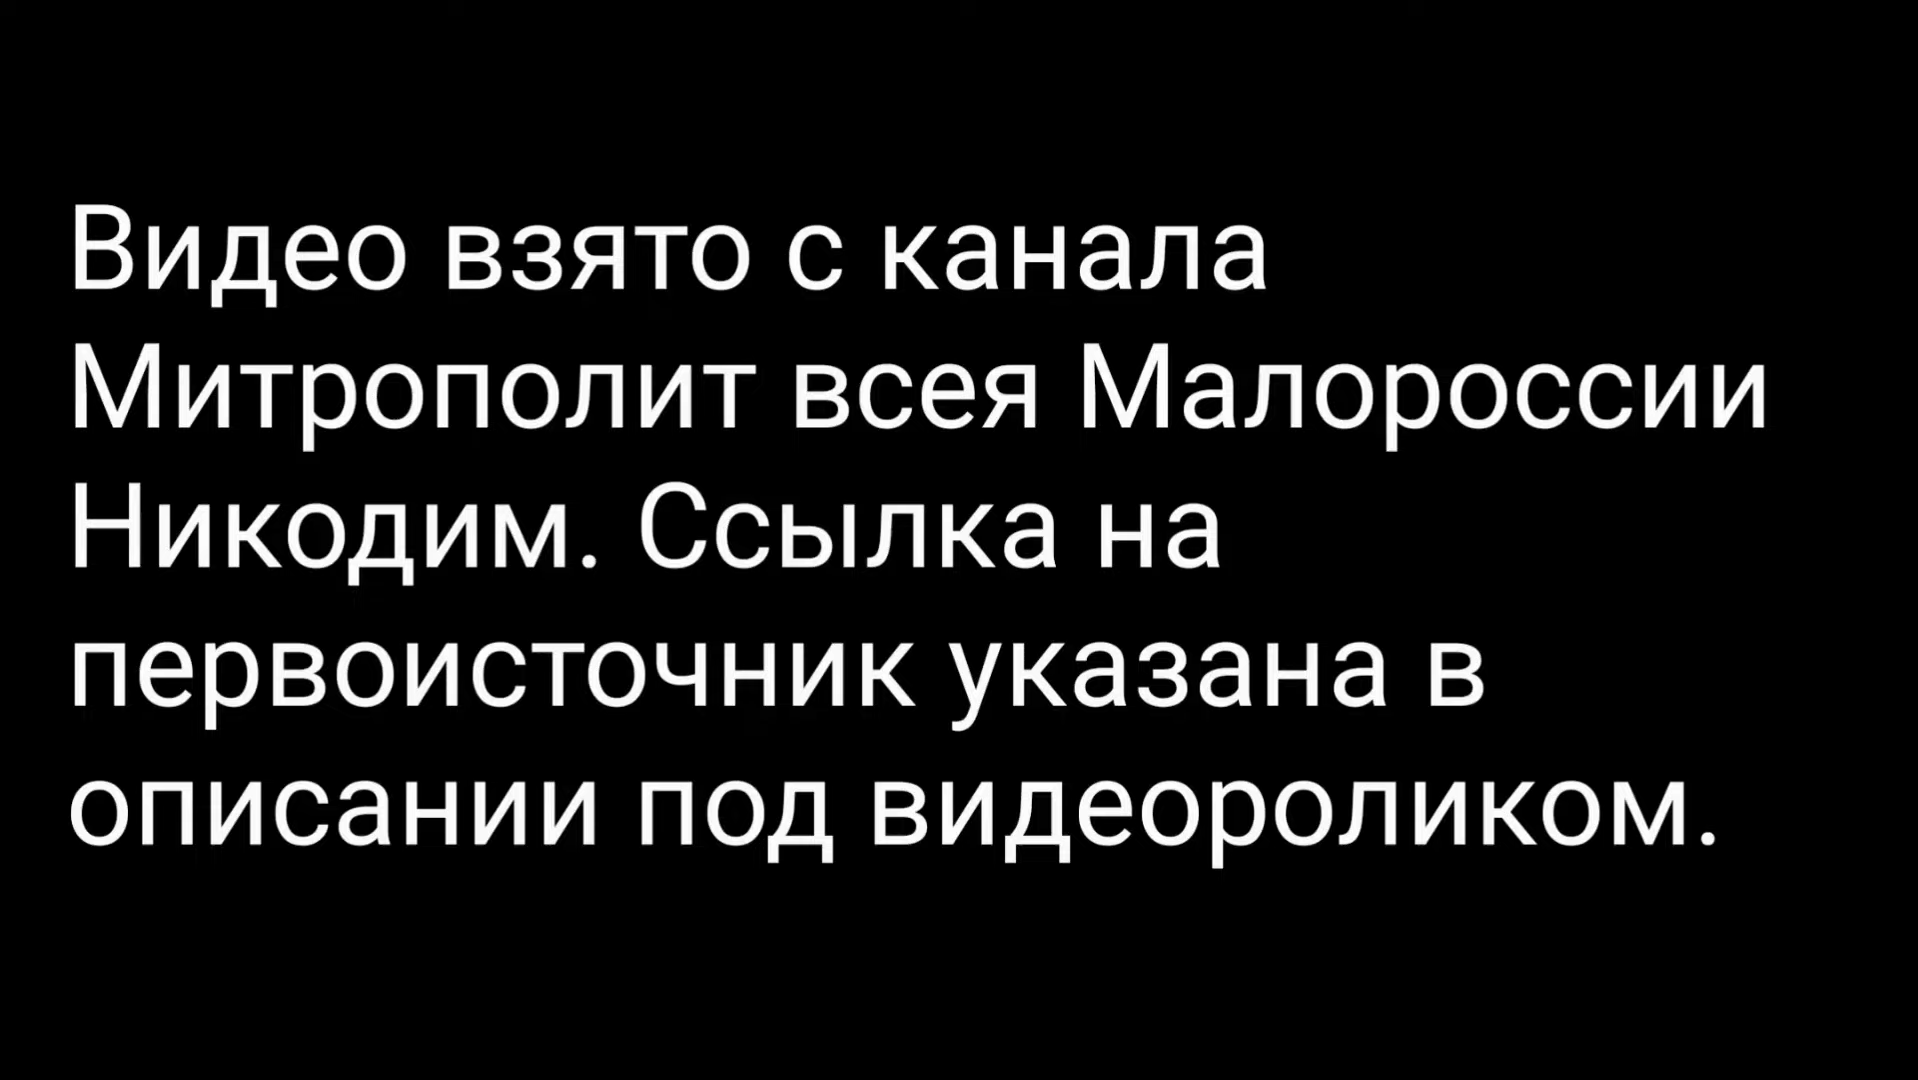 Видео взято с канала
Митрополит всея Малороссии
Никодим. Ссылка на
первоисточник указана в
описании под видеороликом.